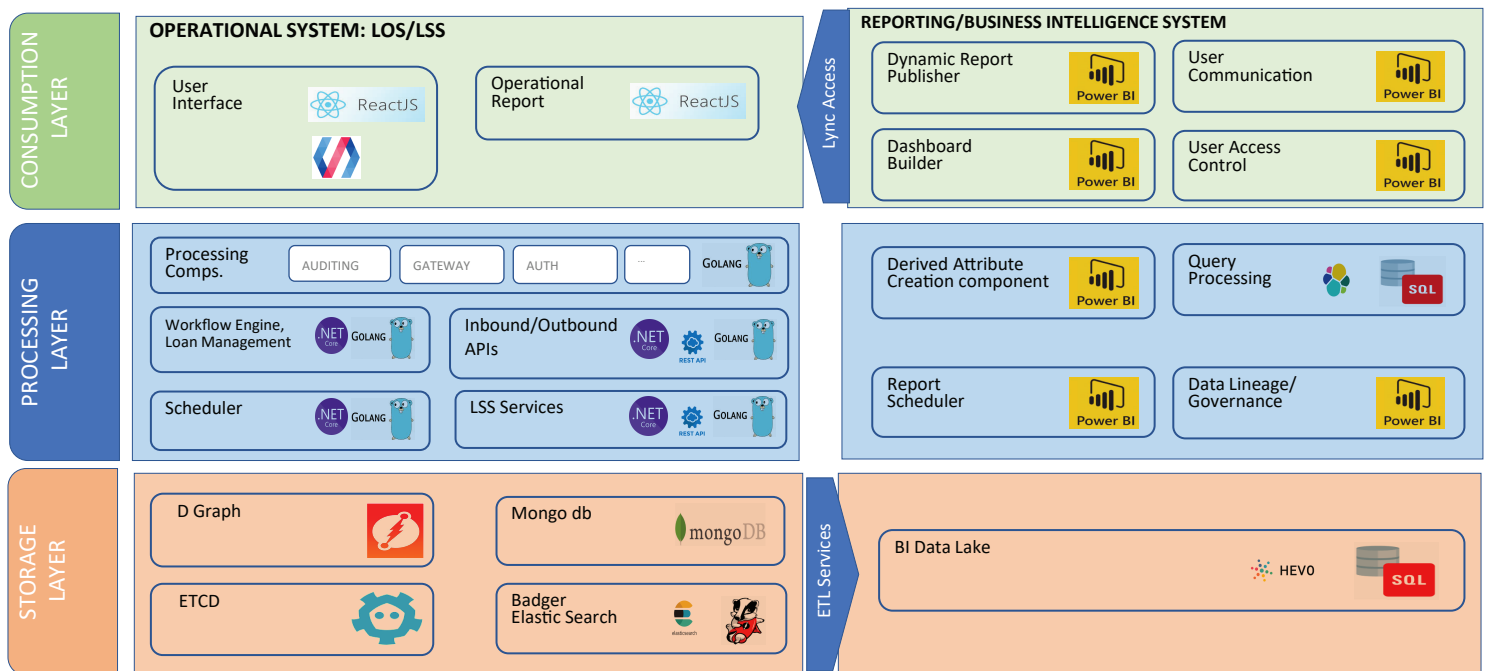 CONSUMPTION
LAYER
OPERATIONAL SYSTEM: LOS/LSS
User
Interface
ReactJS
Operational
Report
ReactJS
Lync Access
REPORTING/BUSINESS INTELLIGENCE SYSTEM
Dynamic Report
Publisher
Power BI
User
Communication
Power BI
Dashboard
Builder
Power BI
User Access
Control
Power BI
PROCESSING
LAYER
Processing
Comps.
AUDITING
GATEWAY
AUTH
...
GOLANG
Workflow Engine,
Loan Management
.NET
Core
GOLANG
Inbound/Outbound
APIs
.NET
Core
REST API
GOLANG
Scheduler
.NET
Core
GOLANG
LSS Services
.NET
Core
REST API
GOLANG
Derived Attribute
Creation component
Power BI
Query
Processing
SQL
Report
Scheduler
Power BI
Data Lineage/
Governance
Power BI
STORAGE
LAYER
D Graph
Mongo db
mongoDB
ETCD
Badger
Elastic Search
elasticsearch
ETL Services
BI Data Lake
HEVO
SQL